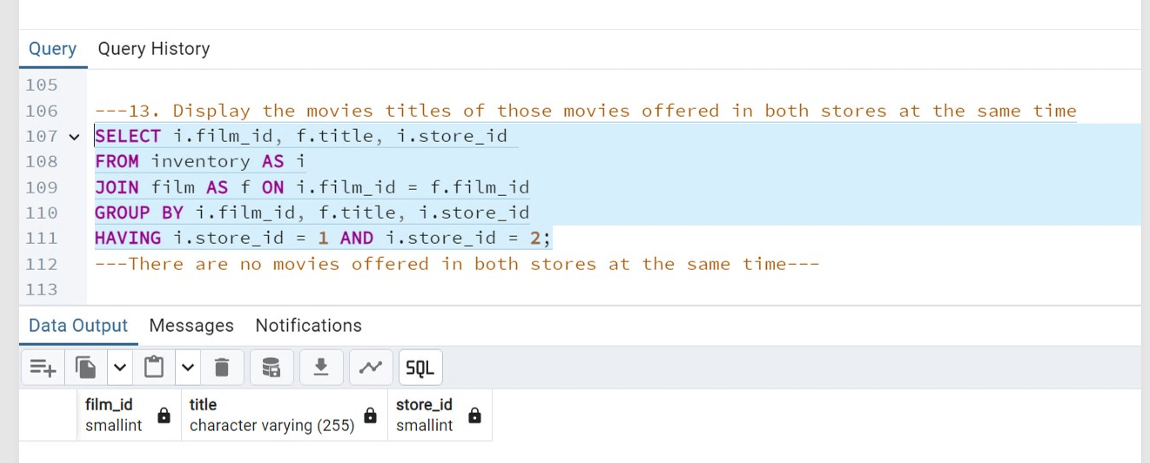 Query Query History
105
106 ---13. Display the movies titles of those movies offered in both stores at the same time
107 SELECT i.film_id, f.title, i.store_id
108 FROM inventory AS i
109 JOIN film AS f ON i.film_id = f.film_id
110 GROUP BY i.film_id, f.title, i.store_id
111 HAVING i.store_id = 1 AND i.store_id = 2;
112 ---There are no movies offered in both stores at the same time---
113
Data Output Messages Notifications
SQL
film_id title store_id
smallint character varying (255) smallint